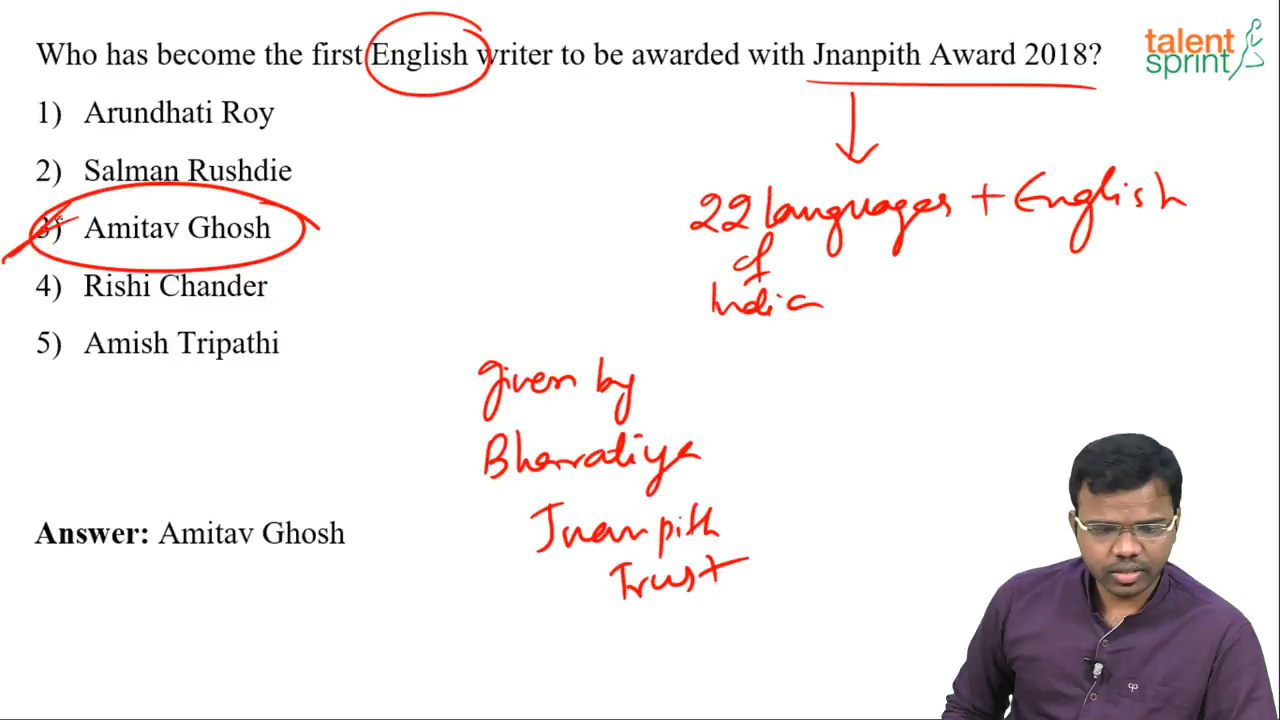 Who has become the first English writer to be awarded with Jnanpith Award 2018?
talent
sprint
1) Arundhati Roy
2) Salman Rushdie
3) Amitav Ghosh
4) Rishi Chander
5) Amish Tripathi
22 languages + English
of
India
given by
Bharatiya
Jnanpith
Trust
Answer: Amitav Ghosh